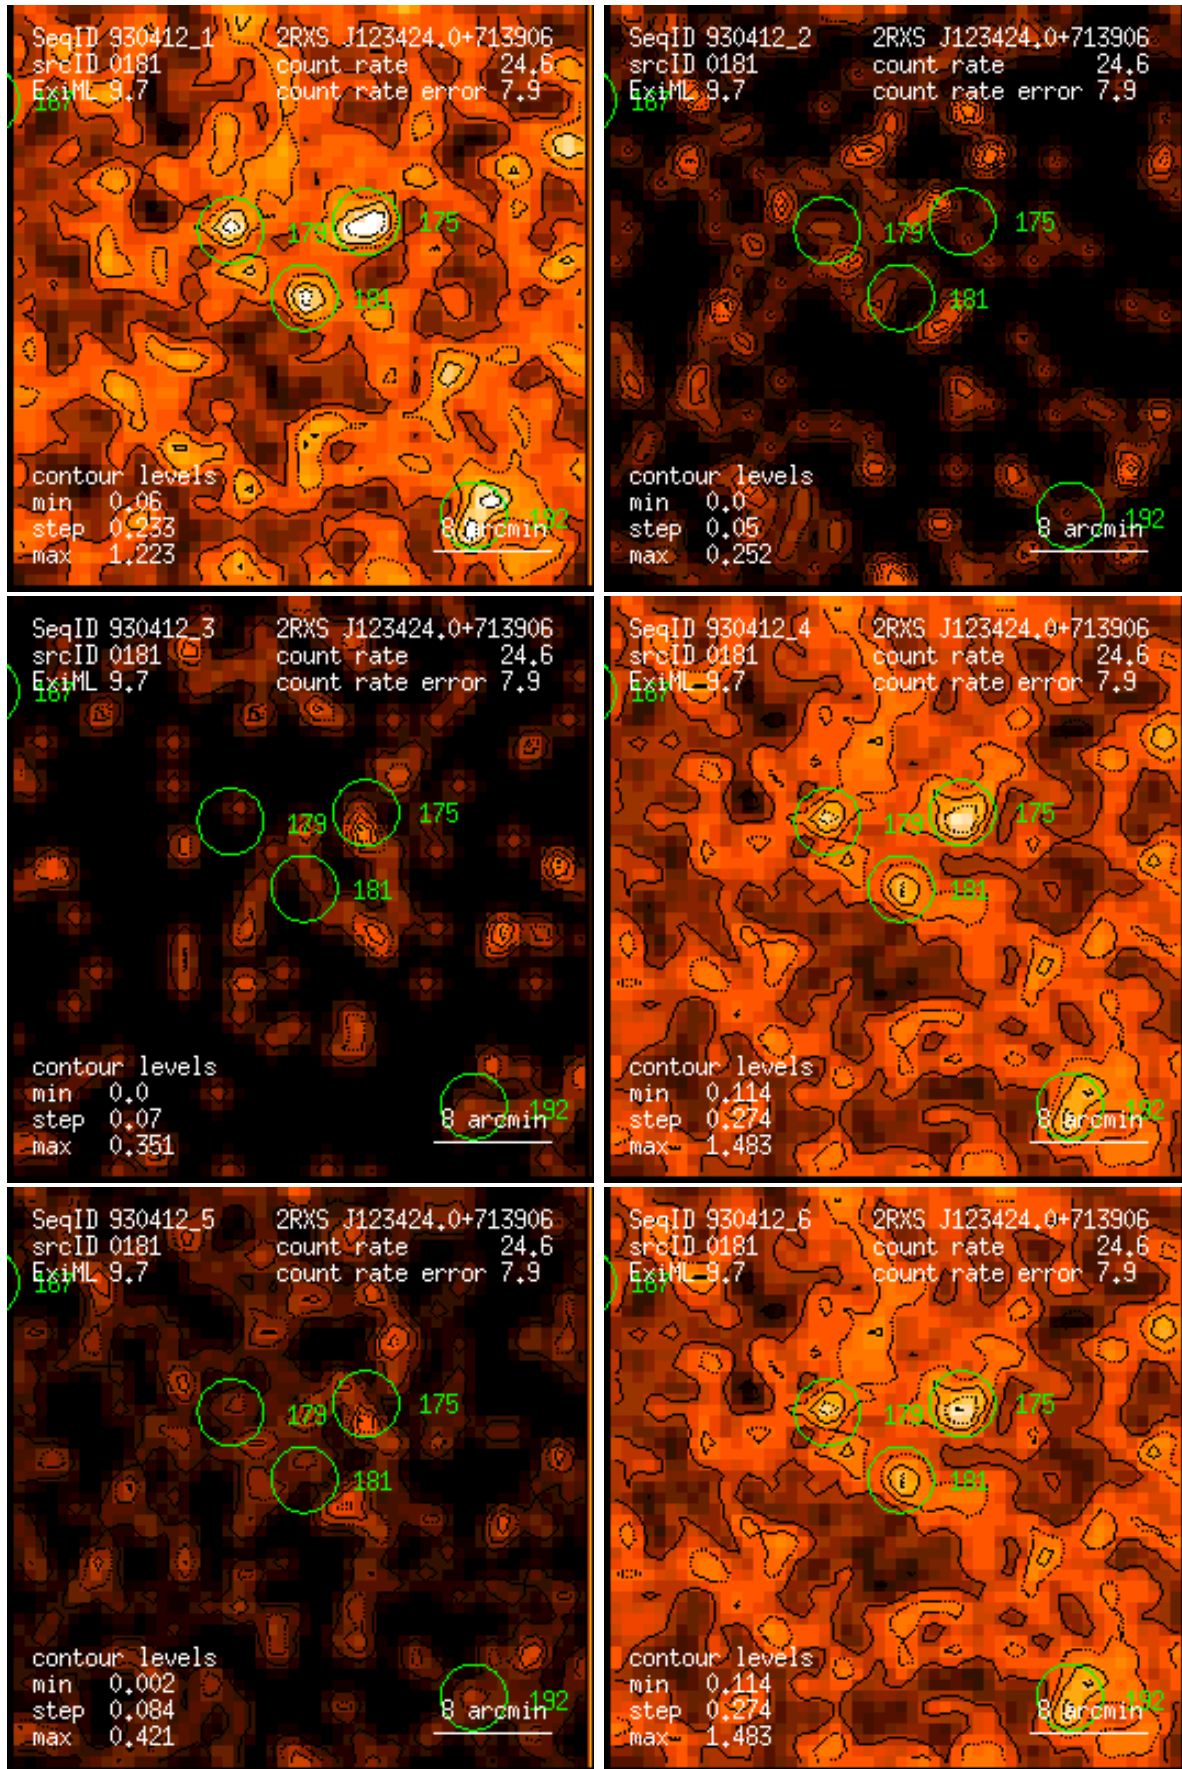 SeqID 930412_1 2RXS J123424.0+713906
srcID 0181 count rate 24.6
ExiML 9.7 count rate error 7.9
167
175
179
181
contour levels
min 0.06
step 0.233 8 arcmin 192
max 1.223
SeqID 930412_2 2RXS J123424.0+713906
srcID 0181 count rate 24.6
ExiML 9.7 count rate error 7.9
167
175
179
181
contour levels
min 0.0
step 0.05 8 arcmin 192
max 0.252
SeqID 930412_3 2RXS J123424.0+713906
srcID 0181 count rate 24.6
ExiML 9.7 count rate error 7.9
167
175
179
181
contour levels
min 0.0
step 0.07 8 arcmin 192
max 0.351
SeqID 930412_4 2RXS J123424.0+713906
srcID 0181 count rate 24.6
ExiML 9.7 count rate error 7.9
167
175
179
181
contour levels
min 0.114
step 0.274 8 arcmin 192
max 1.483
SeqID 930412_5 2RXS J123424.0+713906
srcID 0181 count rate 24.6
ExiML 9.7 count rate error 7.9
167
175
179
181
contour levels
min 0.002
step 0.084 8 arcmin 192
max 0.421
SeqID 930412_6 2RXS J123424.0+713906
srcID 0181 count rate 24.6
ExiML 9.7 count rate error 7.9
167
175
179
181
contour levels
min 0.114
step 0.274 8 arcmin 192
max 1.483